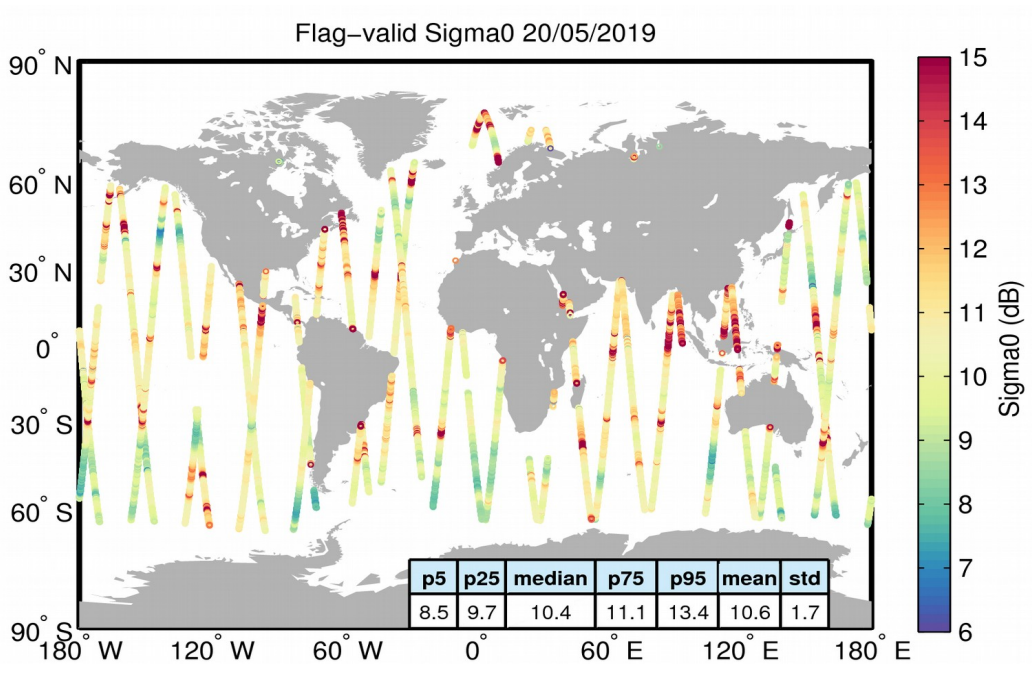 Flag−valid Sigma0 20/05/2019
90° N
60° N
30° N
0°
30° S
60° S
90° S
180° W
120° W
60° W
0°
60° E
120° E
180° E
p5 p25 median p75 p95 mean std
8.5 9.7 10.4 11.1 13.4 10.6 1.7
15
14
13
12
11
10
9
8
7
6
Sigma0 (dB)